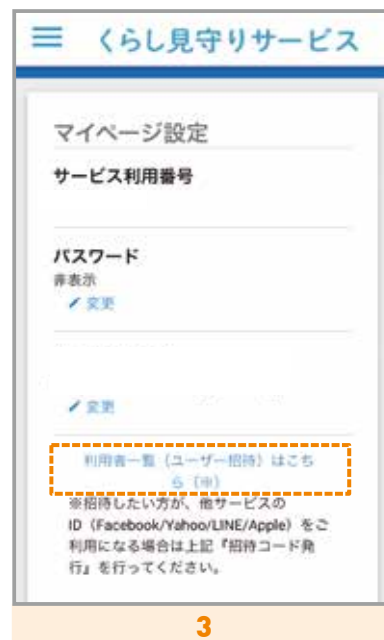 くらし見守りサービス
マイページ設定
サービス利用番号
パスワード
非表示
変更
変更
利用者一覧（ユーザー招待）はこち
ら（※）
※招待したい方が、他サービスの
ID（Facebook/Yahoo/LINE/Apple）をご
利用になる場合は上記『招待コード発
行』を行ってください。
3